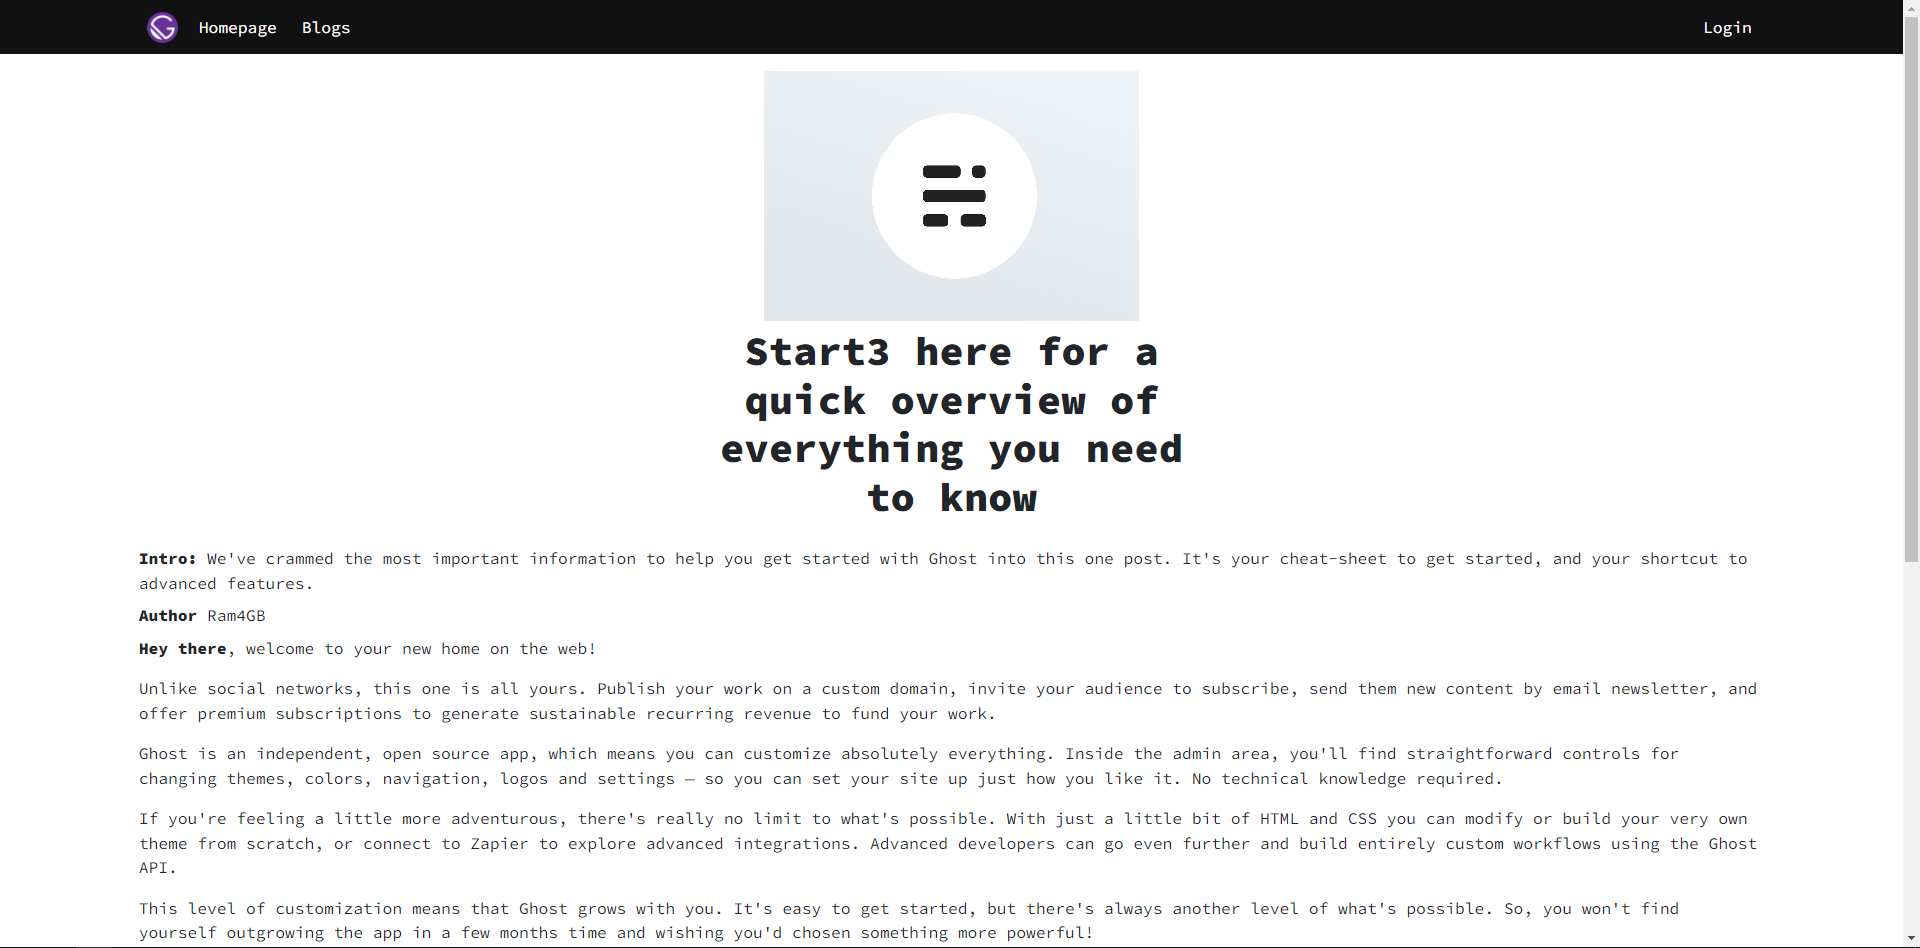 Homepage Blogs Login
Start3 here for a
quick overview of
everything you need
to know
Intro: We've crammed the most important information to help you get started with Ghost into this one post. It's your cheat-sheet to get started, and your shortcut to
advanced features.
Author Ram4GB
Hey there, welcome to your new home on the web!
Unlike social networks, this one is all yours. Publish your work on a custom domain, invite your audience to subscribe, send them new content by email newsletter, and
offer premium subscriptions to generate sustainable recurring revenue to fund your work.
Ghost is an independent, open source app, which means you can customize absolutely everything. Inside the admin area, you'll find straightforward controls for
changing themes, colors, navigation, logos and settings — so you can set your site up just how you like it. No technical knowledge required.
If you're feeling a little more adventurous, there's really no limit to what's possible. With just a little bit of HTML and CSS you can modify or build your very own
theme from scratch, or connect to Zapier to explore advanced integrations. Advanced developers can go even further and build entirely custom workflows using the Ghost
API.
This level of customization means that Ghost grows with you. It's easy to get started, but there's always another level of what's possible. So, you won't find
yourself outgrowing the app in a few months time and wishing you'd chosen something more powerful!